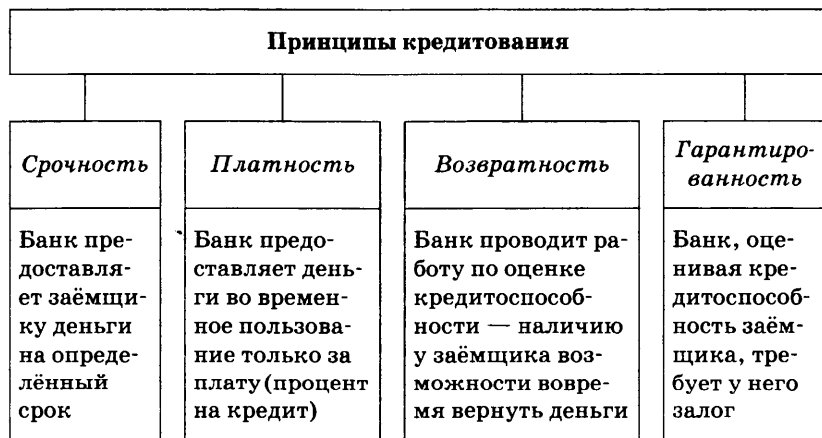 Принципы кредитования
Срочность
Банк пре-
доставля-
ет заёмщи-
ку деньги
на опреде-
лённый
срок
Платность
Банк предо-
ставляет день-
ги во времен-
ное пользова-
ние только за
плату (процент
на кредит)
Возвратность
Банк проводит ра-
боту по оценке
кредитоспособ-
ности — наличию
у заёмщика воз-
можности вовре-
мя вернуть деньги
Гарантиро-
ванность
Банк, оце-
нивая кре-
дитоспособ-
ность заём-
щика, тре-
бует у него
залог